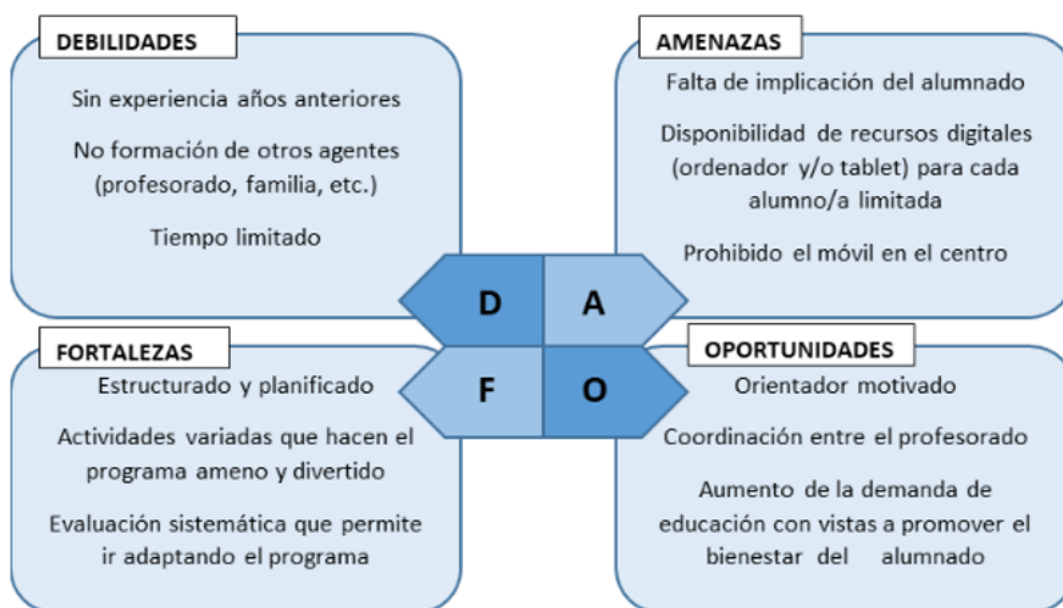 DEBILIDADES
Sin experiencia años anteriores
No formación de otros agentes
(profesorado, familia, etc.)
Tiempo limitado
AMENAZAS
Falta de implicación del alumnado
Disponibilidad de recursos digitales
(ordenador y/o tablet) para cada
alumno/a limitada
Prohibido el móvil en el centro
D
A
F
O
FORTALEZAS
Estructurado y planificado
Actividades variadas que hacen el
programa ameno y divertido
Evaluación sistemática que permite
ir adaptando el programa
OPORTUNIDADES
Orientador motivado
Coordinación entre el profesorado
Aumento de la demanda de
educación con vistas a promover el
bienestar del alumnado